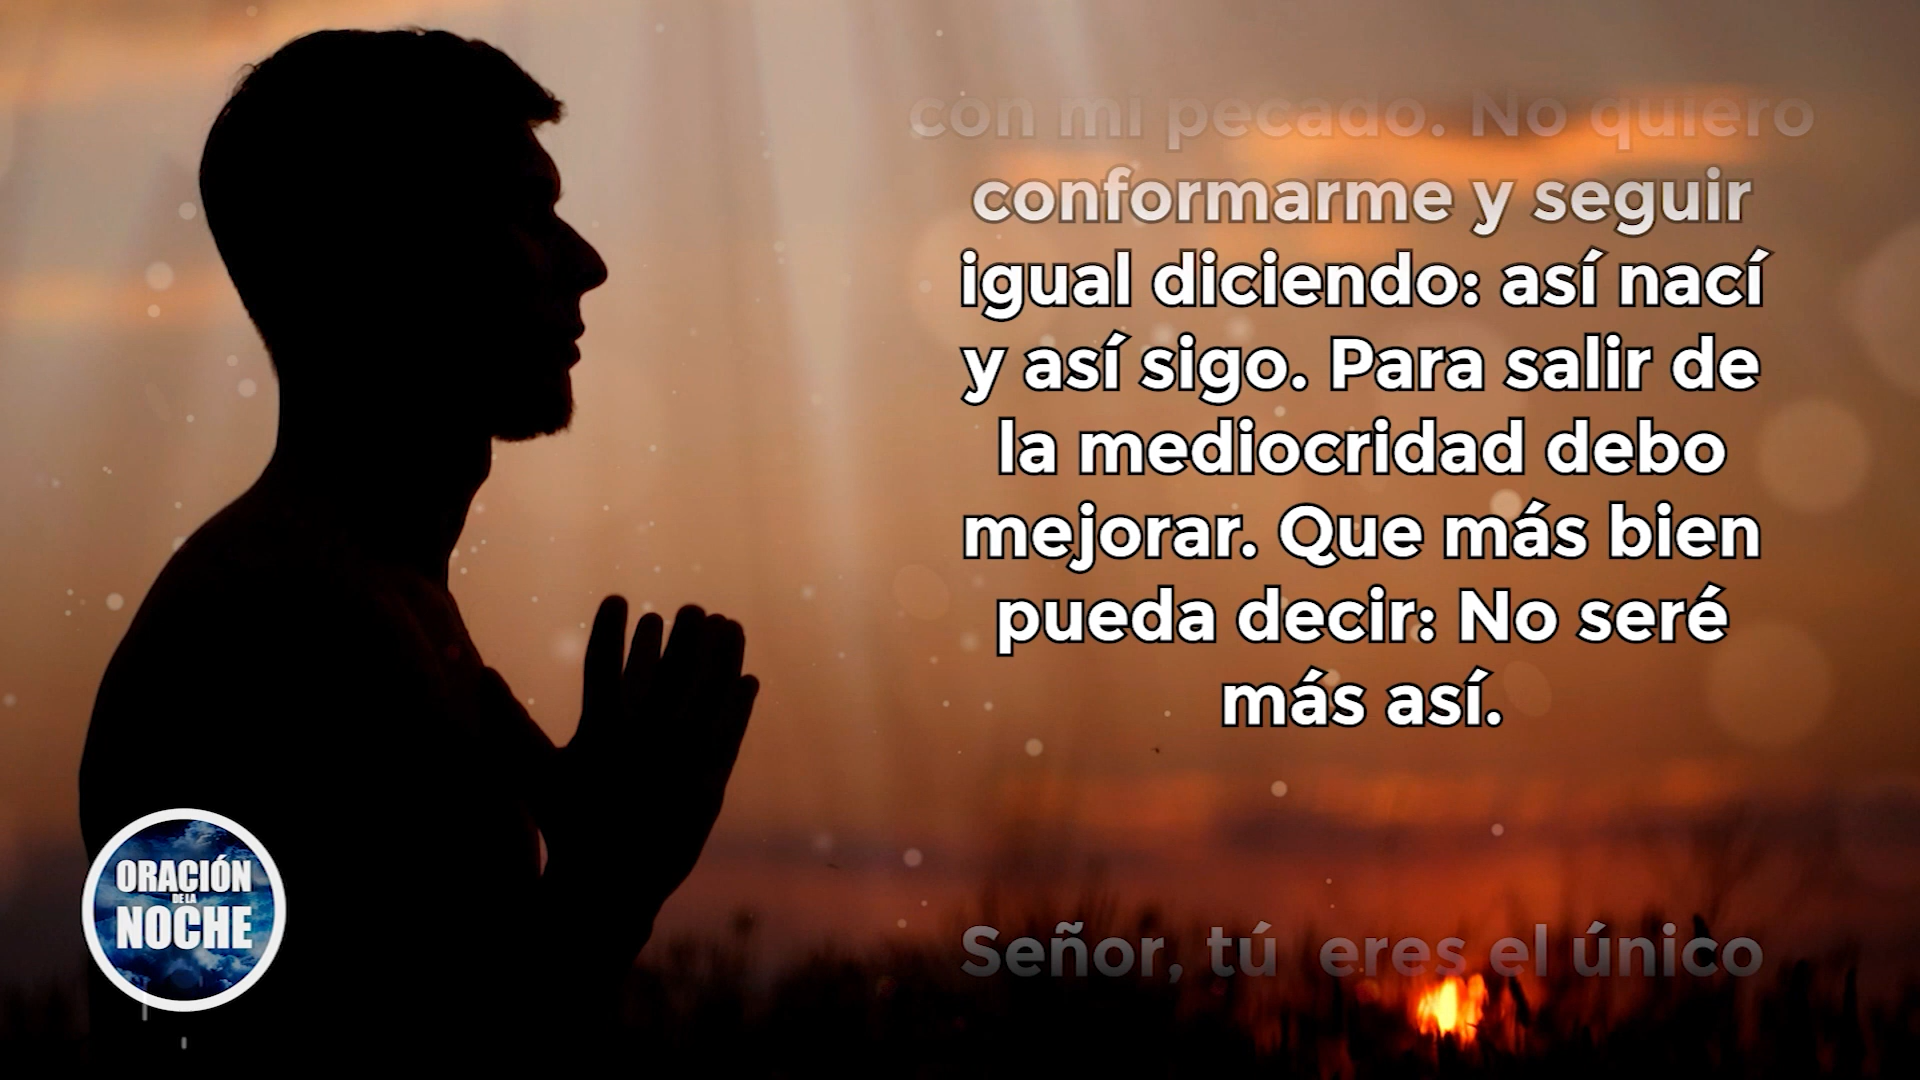 con mi pecado. No quiero
conformarme y seguir
igual diciendo: así nací
y así sigo. Para salir de
la mediocridad debo
mejorar. Que más bien
pueda decir: No seré
más así.
Señor, tú eres el único
ORACIÓN
DE LA
NOCHE